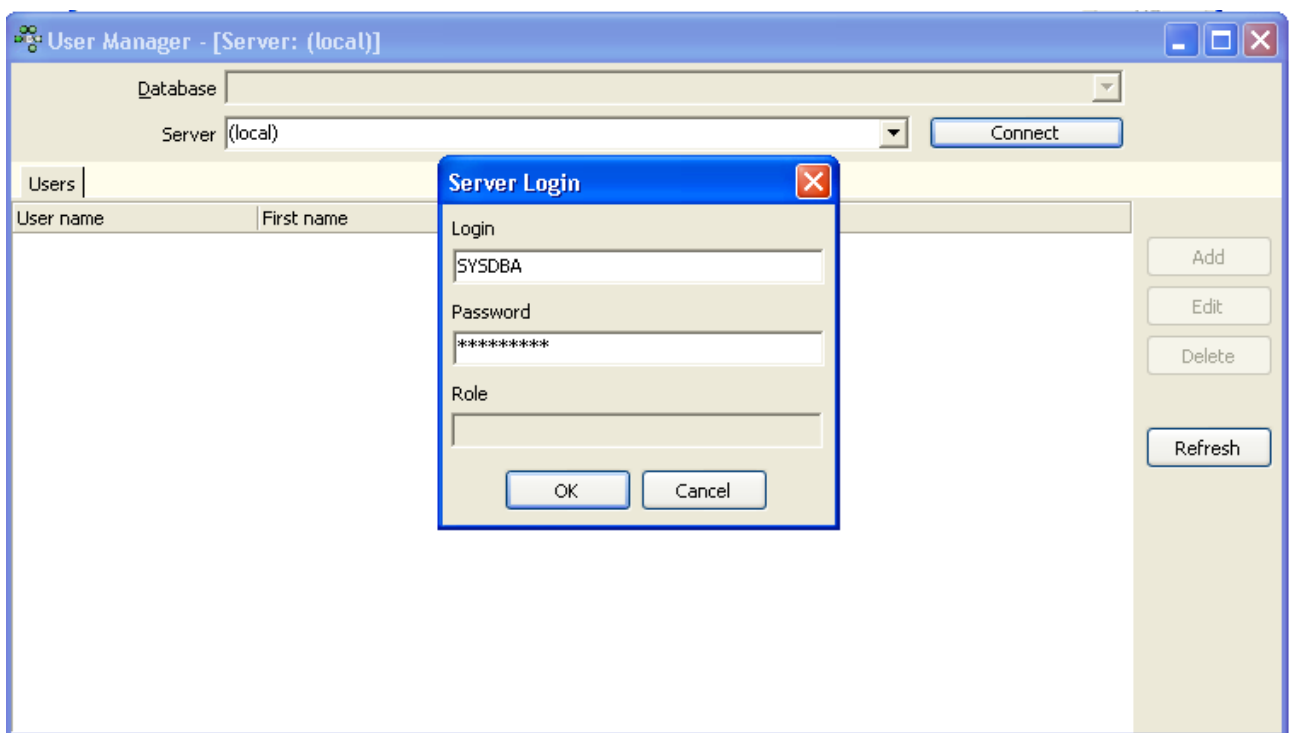 User Manager - [Server: (local)]
Database
Server (local) Connect
Users
User name First name
Server Login
Login
SYSDBA
Password
*********
Role
OK Cancel
Add
Edit
Delete
Refresh